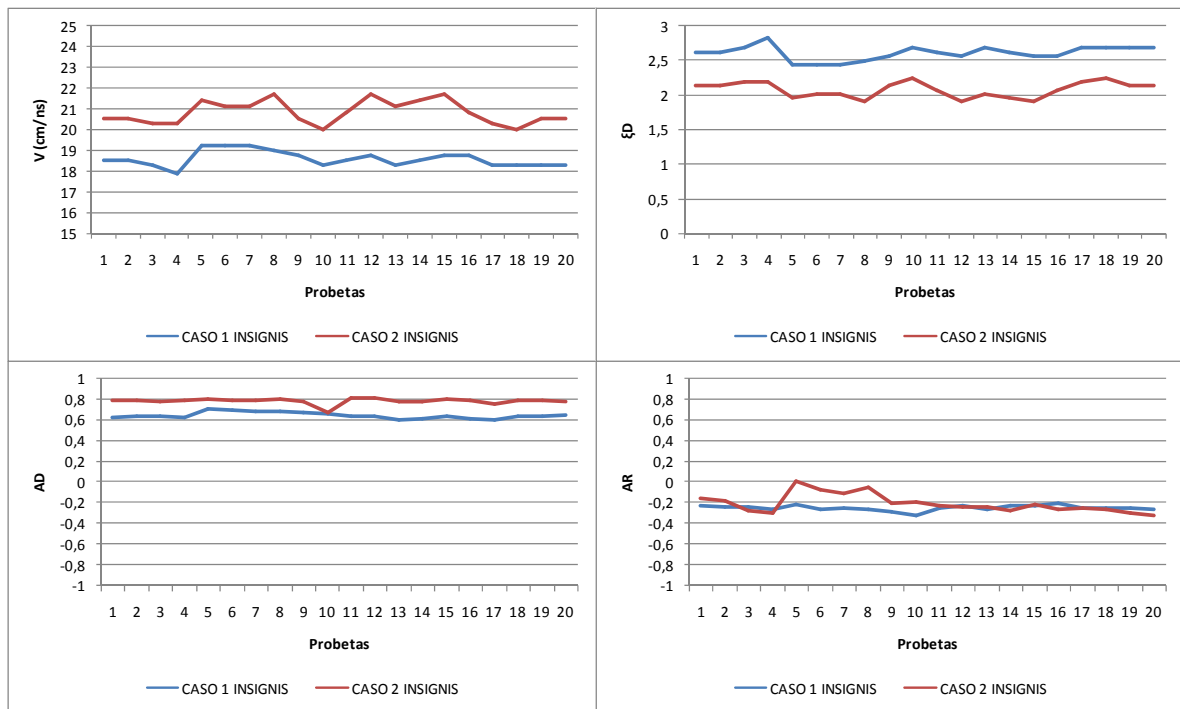 25
24
23
22
21
20
19
18
17
16
15
V (cm/ns)
1 2 3 4 5 6 7 8 9 10 11 12 13 14 15 16 17 18 19 20
Probetas
CASO 1 INSIGNIS CASO 2 INSIGNIS
3
2,5
2
1,5
1
0,5
0
ξD
1 2 3 4 5 6 7 8 9 10 11 12 13 14 15 16 17 18 19 20
Probetas
CASO 1 INSIGNIS CASO 2 INSIGNIS
1
0,8
0,6
0,4
0,2
0
-0,2
-0,4
-0,6
-0,8
-1
AD
1 2 3 4 5 6 7 8 9 10 11 12 13 14 15 16 17 18 19 20
Probetas
CASO 1 INSIGNIS CASO 2 INSIGNIS
1
0,8
0,6
0,4
0,2
0
-0,2
-0,4
-0,6
-0,8
-1
AR
1 2 3 4 5 6 7 8 9 10 11 12 13 14 15 16 17 18 19 20
Probetas
CASO 1 INSIGNIS CASO 2 INSIGNIS